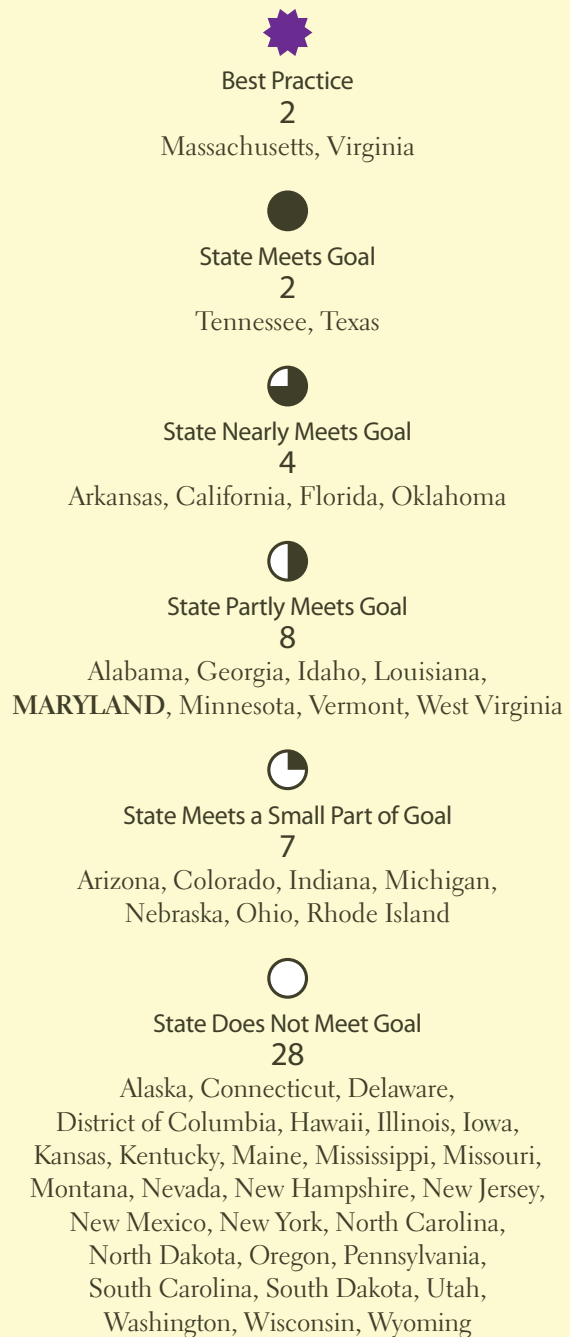 Best Practice
2
Massachusetts, Virginia
State Meets Goal
2
Tennessee, Texas
State Nearly Meets Goal
4
Arkansas, California, Florida, Oklahoma
State Partly Meets Goal
8
Alabama, Georgia, Idaho, Louisiana,
MARYLAND, Minnesota, Vermont, West Virginia
State Meets a Small Part of Goal
7
Arizona, Colorado, Indiana, Michigan,
Nebraska, Ohio, Rhode Island
State Does Not Meet Goal
28
Alaska, Connecticut, Delaware,
District of Columbia, Hawaii, Illinois, Iowa,
Kansas, Kentucky, Maine, Mississippi, Missouri,
Montana, Nevada, New Hampshire, New Jersey,
New Mexico, New York, North Carolina,
North Dakota, Oregon, Pennsylvania,
South Carolina, South Dakota, Utah,
Washington, Wisconsin, Wyoming